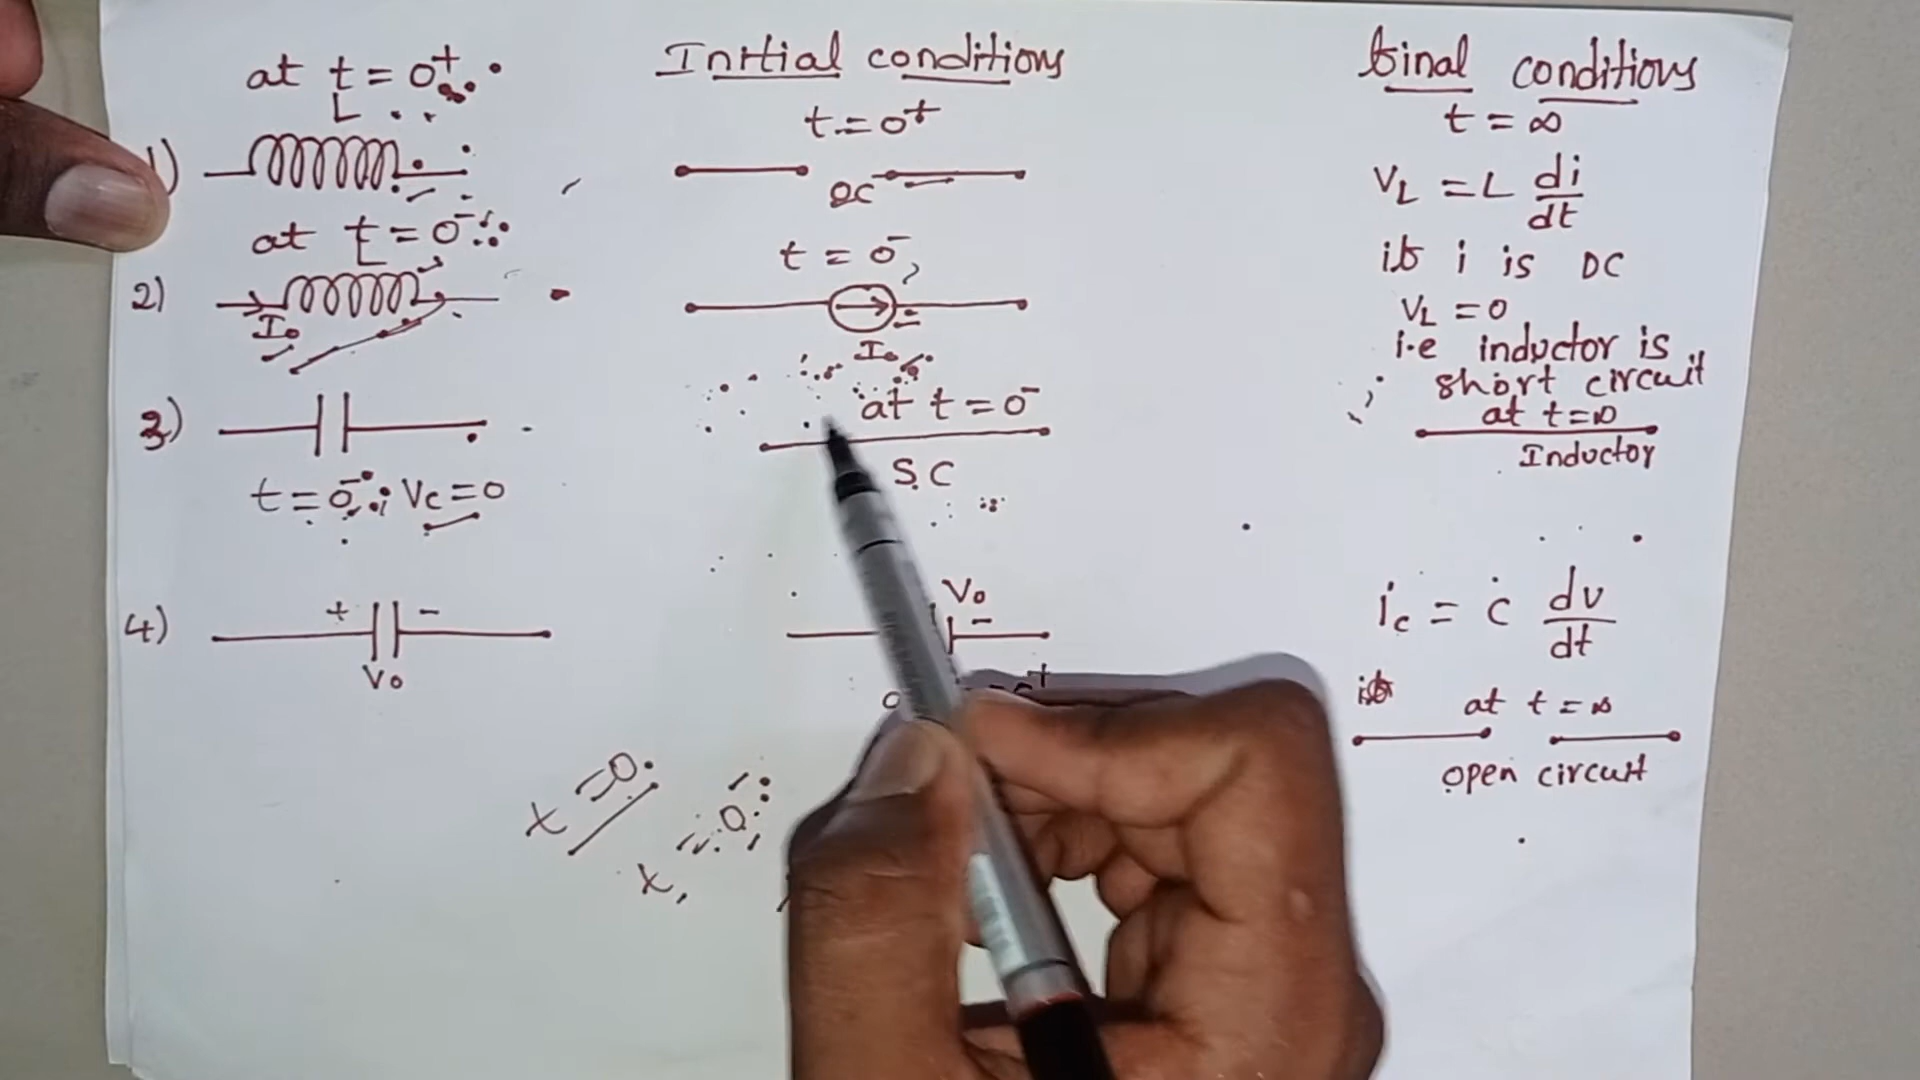 at t = 0+
L
1)
at t = 0-
L
2)
I₀
3)
t = 0- ; Vc = 0
4) + -
V₀
Initial conditions
t = 0+
OC
t = 0-
I₀
at t = 0-
S.C
V₀
-
t = 0
0-
Final conditions
t = ∞
VL = L di/dt
if i is DC
VL = 0
i.e inductor is
short circuit
at t = ∞
Inductor
ic = c dv/dt
at t = ∞
open circuit